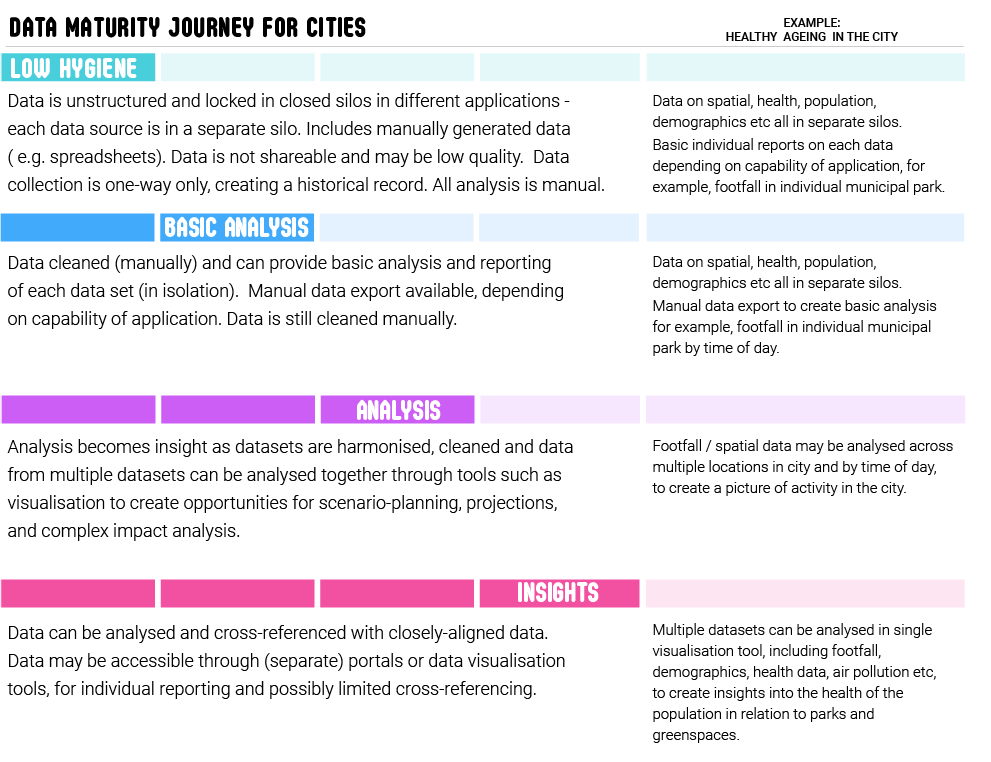 DATA MATURITY JOURNEY FOR CITIES
EXAMPLE:
HEALTHY AGEING IN THE CITY
LOW HYGIENE
Data is unstructured and locked in closed silos in different applications -
each data source is in a separate silo. Includes manually generated data
( e.g. spreadsheets). Data is not shareable and may be low quality. Data
collection is one-way only, creating a historical record. All analysis is manual.
Data on spatial, health, population,
demographics etc all in separate silos.
Basic individual reports on each data
depending on capability of application, for
example, footfall in individual municipal park.
BASIC ANALYSIS
Data cleaned (manually) and can provide basic analysis and reporting
of each data set (in isolation). Manual data export available, depending
on capability of application. Data is still cleaned manually.
Data on spatial, health, population,
demographics etc all in separate silos.
Manual data export to create basic analysis
for example, footfall in individual municipal
park by time of day.
ANALYSIS
Analysis becomes insight as datasets are harmonised, cleaned and data
from multiple datasets can be analysed together through tools such as
visualisation to create opportunities for scenario-planning, projections,
and complex impact analysis.
Footfall / spatial data may be analysed across
multiple locations in city and by time of day,
to create a picture of activity in the city.
INSIGHTS
Data can be analysed and cross-referenced with closely-aligned data.
Data may be accessible through (separate) portals or data visualisation
tools, for individual reporting and possibly limited cross-referencing.
Multiple datasets can be analysed in single
visualisation tool, including footfall,
demographics, health data, air pollution etc,
to create insights into the health of the
population in relation to parks and
greenspaces.